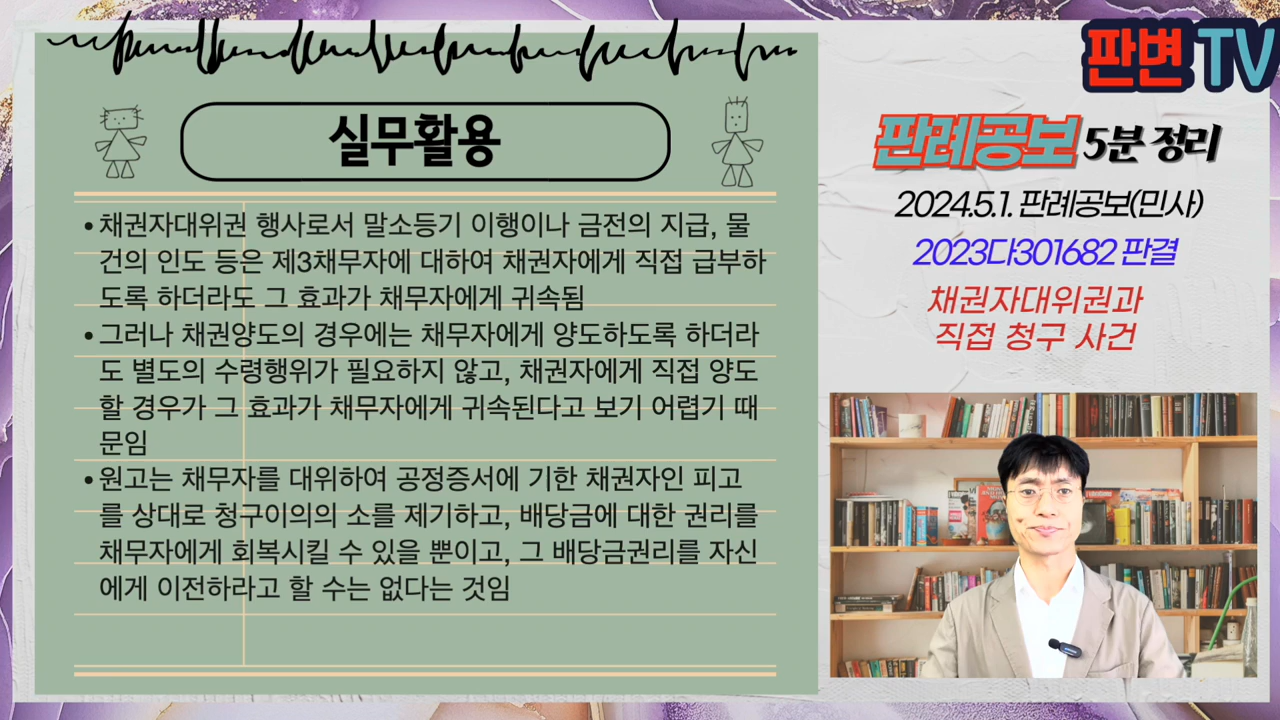 판변 TV
실무활용
• 채권자대위권 행사로서 말소등기 이행이나 금전의 지급, 물
건의 인도 등은 제3채무자에 대하여 채권자에게 직접 급부하
도록 하더라도 그 효과가 채무자에게 귀속됨
• 그러나 채권양도의 경우에는 채무자에게 양도하도록 하더라
도 별도의 수령행위가 필요하지 않고, 채권자에게 직접 양도
할 경우가 그 효과가 채무자에게 귀속된다고 보기 어렵기 때
문임
• 원고는 채무자를 대위하여 공정증서에 기한 채권자인 피고
를 상대로 청구이의의 소를 제기하고, 배당금에 대한 권리를
채무자에게 회복시킬 수 있을 뿐이고, 그 배당금권리를 자신
에게 이전하라고 할 수는 없다는 것임
판례공보 5분 정리
2024.5.1. 판례공보(민사)
2023다301682 판결
채권자대위권과
직접 청구 사건